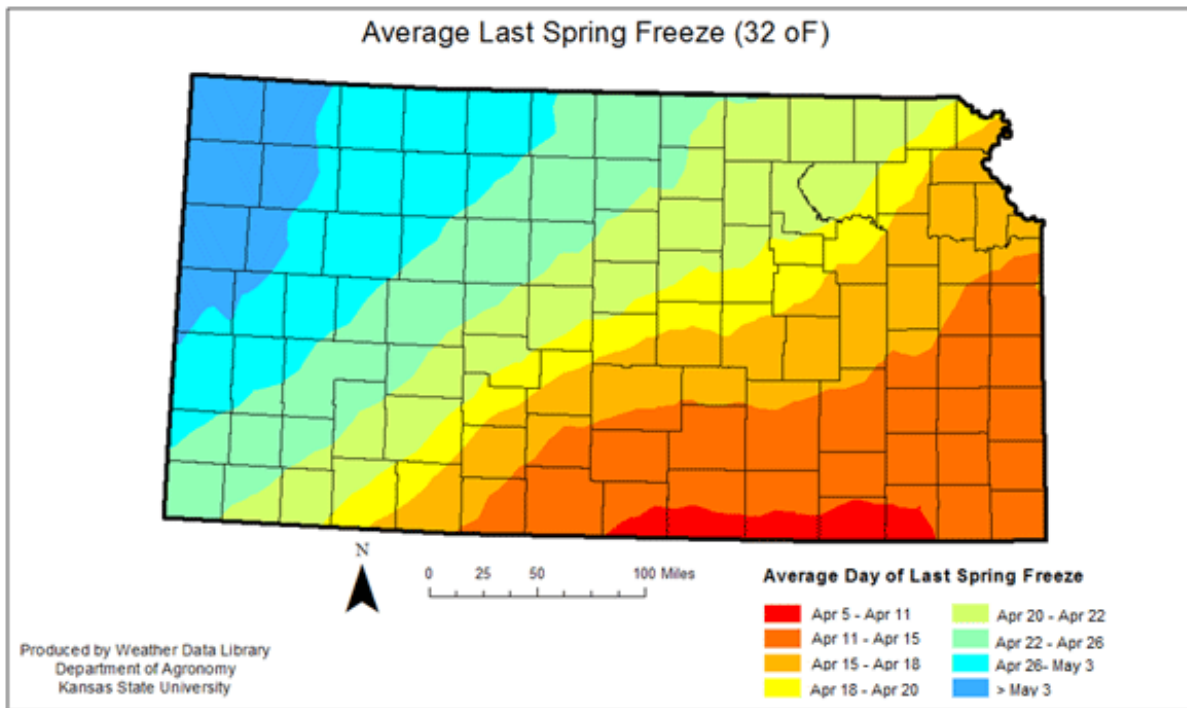 Average Last Spring Freeze (32 oF)
N
0 25 50 100 Miles
Average Day of Last Spring Freeze
Apr 5 - Apr 11
Apr 11 - Apr 15
Apr 15 - Apr 18
Apr 18 - Apr 20
Apr 20 - Apr 22
Apr 22 - Apr 26
Apr 26- May 3
> May 3
Produced by Weather Data Library
Department of Agronomy
Kansas State University